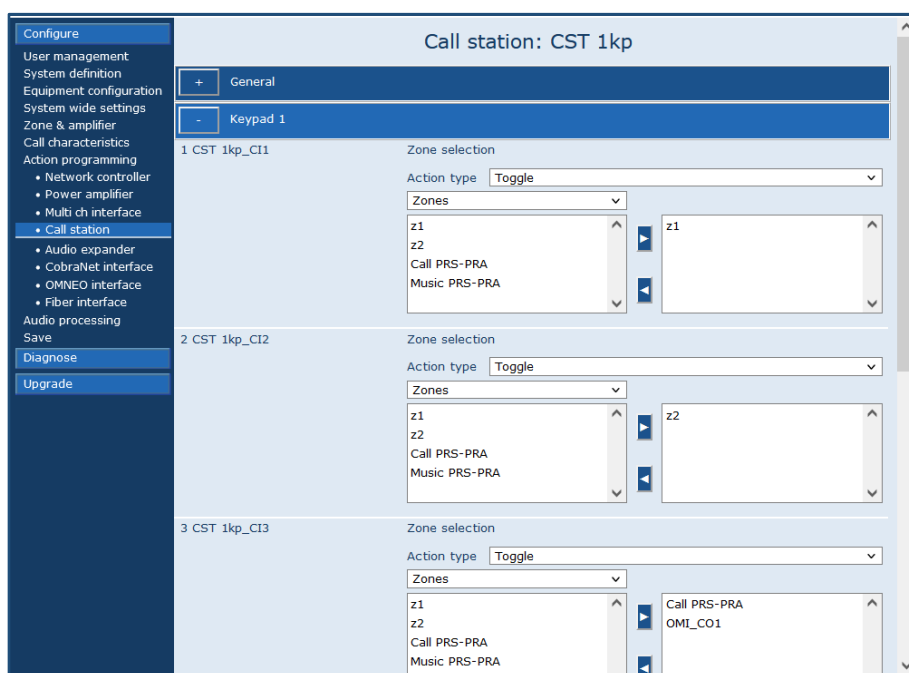 Configure
User management
System definition
Equipment configuration
System wide settings
Zone & amplifier
Call characteristics
Action programming
• Network controller
• Power amplifier
• Multi ch interface
• Call station
• Audio expander
• CobraNet interface
• OMNEO interface
• Fiber interface
Audio processing
Save
Diagnose
Upgrade
Call station: CST 1kp
+ General
- Keypad 1
1 CST 1kp_CI1 Zone selection
Action type Toggle
Zones
z1
z2
Call PRS-PRA
Music PRS-PRA
z1
2 CST 1kp_CI2 Zone selection
Action type Toggle
Zones
z1
z2
Call PRS-PRA
Music PRS-PRA
z2
3 CST 1kp_CI3 Zone selection
Action type Toggle
Zones
z1
z2
Call PRS-PRA
Music PRS-PRA
Call PRS-PRA
OMI_CO1